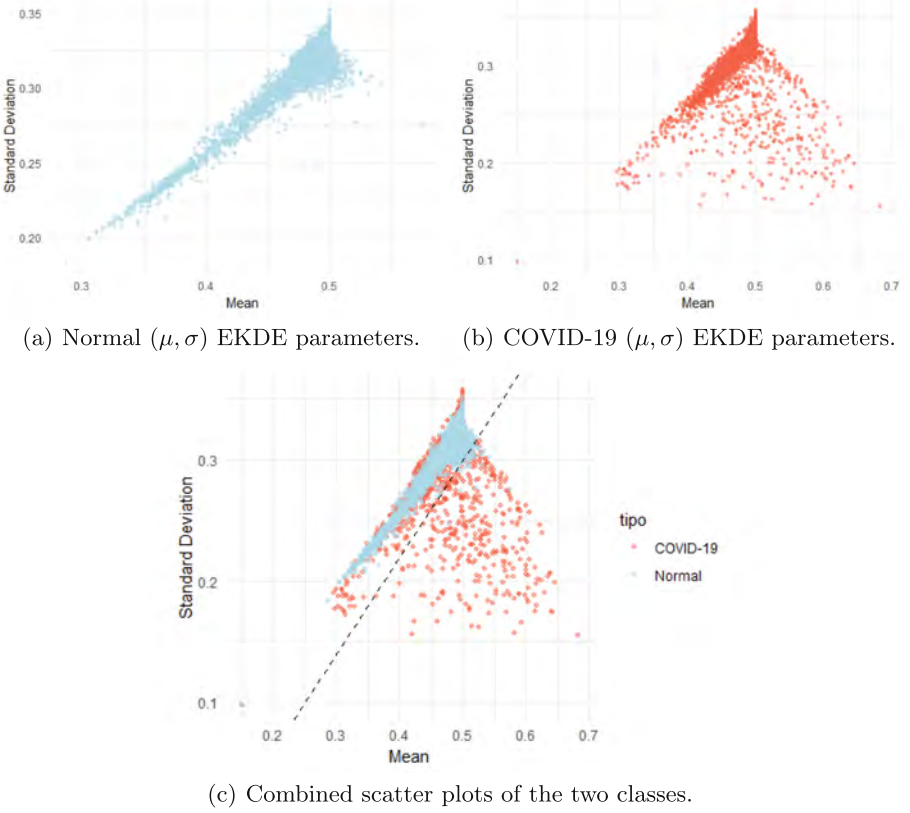 0.35
0.30
0.25
0.20
Standard Deviation
0.3
0.4
0.5
Mean
0.3
0.2
0.1
Standard Deviation
0.2
0.3
0.4
0.5
0.6
0.7
Mean
(a) Normal (μ, σ) EKDE parameters.
(b) COVID-19 (μ, σ) EKDE parameters.
0.3
0.2
0.1
Standard Deviation
0.2
0.3
0.4
0.5
0.6
0.7
Mean
tipo
COVID-19
Normal
(c) Combined scatter plots of the two classes.